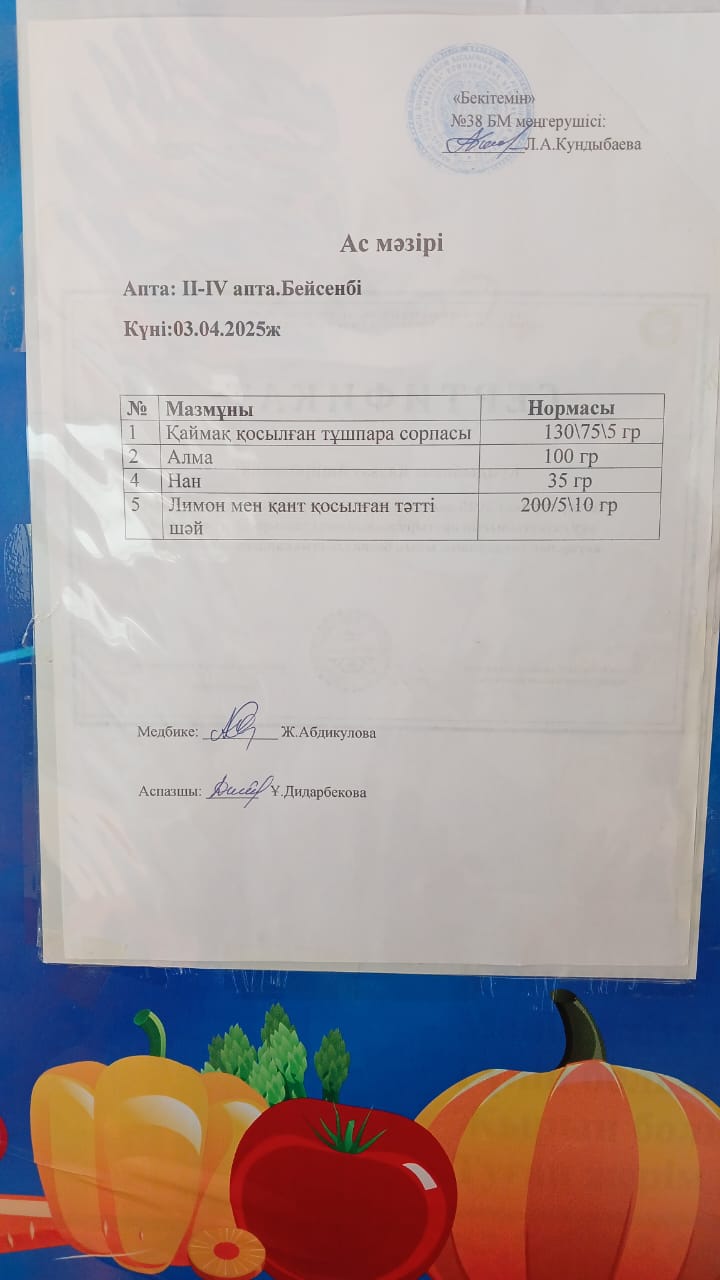 «Бекітемін»
№38 БМ меңгерушісі:
Л.А.Кундыбаева
Ас мәзірі
Апта: II-IV апта.Бейсенбі
Күні:03.04.2025ж
№ Мазмұны Нормасы
1 Қаймақ қосылған тұшпара сорпасы 130\75\5 гр
2 Алма 100 гр
4 Нан 35 гр
5 Лимон мен қант қосылған тәтті 200/5\10 гр
шәй
Медбике: Ж.Абдикулова
Аспазшы: Ұ.Дидарбекова